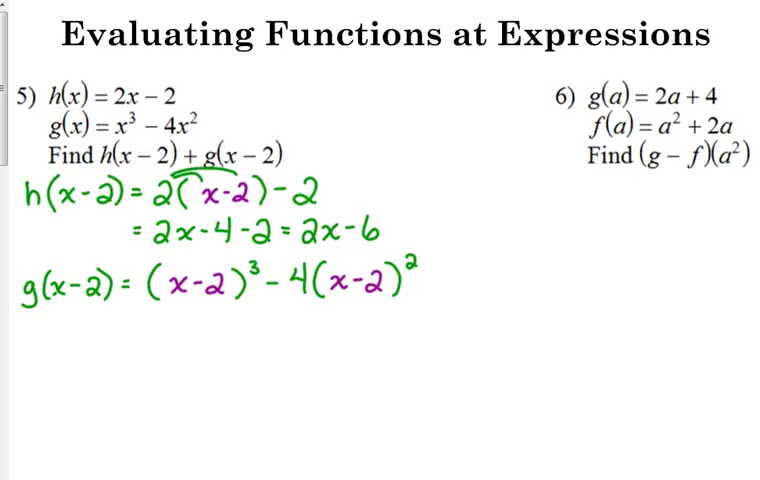 Evaluating Functions at Expressions
5) h(x) = 2x − 2
g(x) = x³ − 4x²
Find h(x − 2) + g(x − 2)
h(x-2) = 2(x-2) - 2
= 2x - 4 - 2 = 2x - 6
g(x-2) = (x-2)³ - 4(x-2)²
6) g(a) = 2a + 4
f(a) = a² + 2a
Find (g − f)(a²)